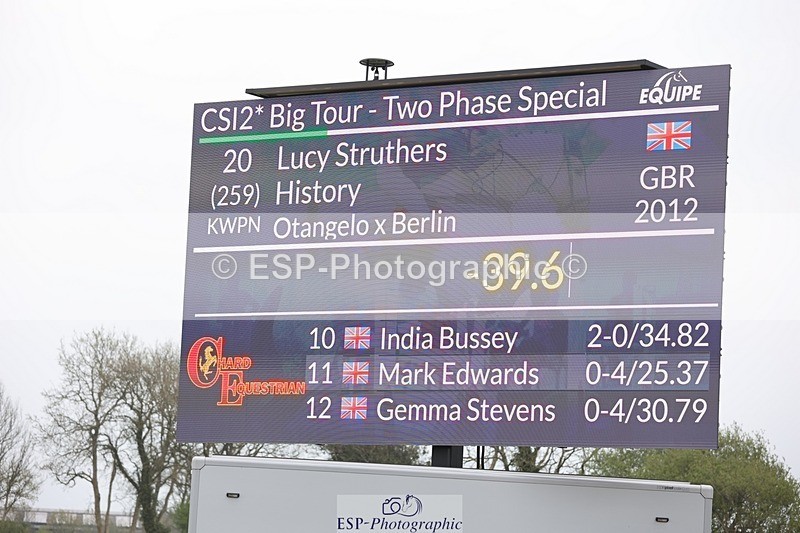 CSI2* Big Tour - Two Phase Special
EQUIPE
20 Lucy Struthers
(259) History GBR
KWPN Otangelo x Berlin 2012
-39.6
© ESP-Photographic ©
10 India Bussey 2-0/34.82
11 Mark Edwards 0-4/25.37
12 Gemma Stevens 0-4/30.79
CHARD
EQUESTRIAN
ESP-Photographic